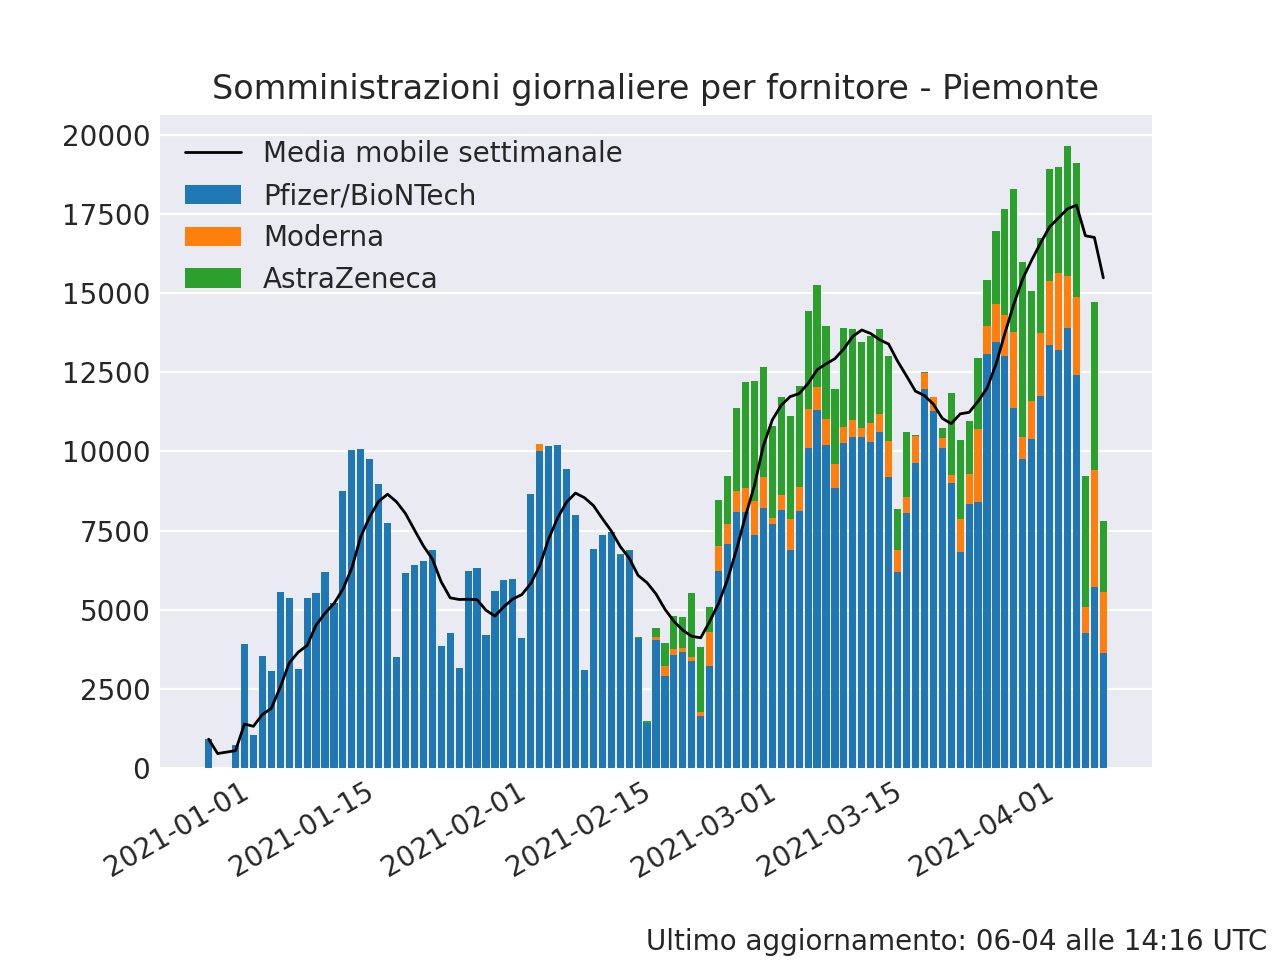 Somministrazioni giornaliere per fornitore - Piemonte
20000
17500
15000
12500
10000
7500
5000
2500
0
Media mobile settimanale
Pfizer/BioNTech
Moderna
AstraZeneca
2021-01-01
2021-01-15
2021-02-01
2021-02-15
2021-03-01
2021-03-15
2021-04-01
Ultimo aggiornamento: 06-04 alle 14:16 UTC